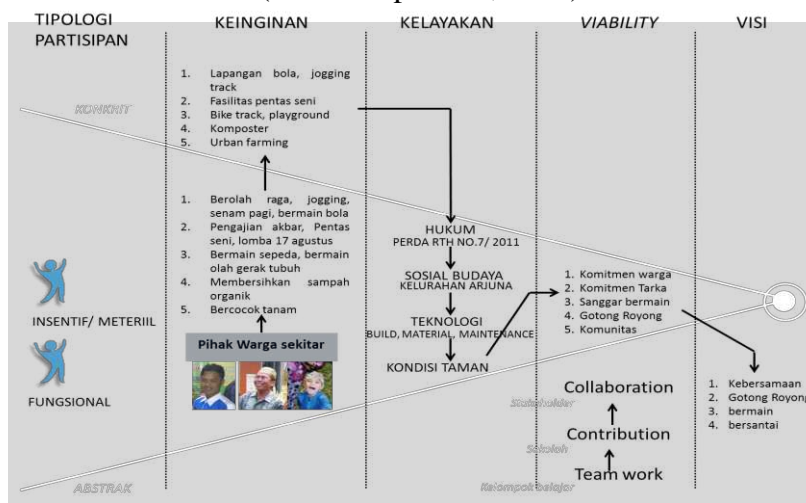 TIPOLOGI
PARTISIPAN
KEINGINAN
KELAYAKAN
VIABILITY
VISI
KONKRIT
1. Lapangan bola, jogging
track
2. Fasilitas pentas seni
3. Bike track, playground
4. Komposter
5. Urban farming
1. Berolah raga, jogging,
senam pagi, bermain bola
2. Pengajian akbar, Pentas
seni, lomba 17 agustus
3. Bermain sepeda, bermain
olah gerak tubuh
4. Membersihkan sampah
organik
5. Bercocok tanam
Pihak Warga sekitar
INSENTIF/ METERIIL
FUNGSIONAL
ABSTRAK
HUKUM
PERDA RTH NO.7/ 2011
SOSIAL BUDAYA
KELURAHAN ARJUNA
TEKNOLOGI
BUILD, MATERIAL, MAINTENANCE
KONDISI TAMAN
1. Komitmen warga
2. Komitmen Tarka
3. Sanggar bermain
4. Gotong Royong
5. Komunitas
Collaboration
Stakeholder
Contribution
Sekolah
Team work
Kelompok belajar
1. Kebersamaan
2. Gotong Royong
3. bermain
4. bersantai